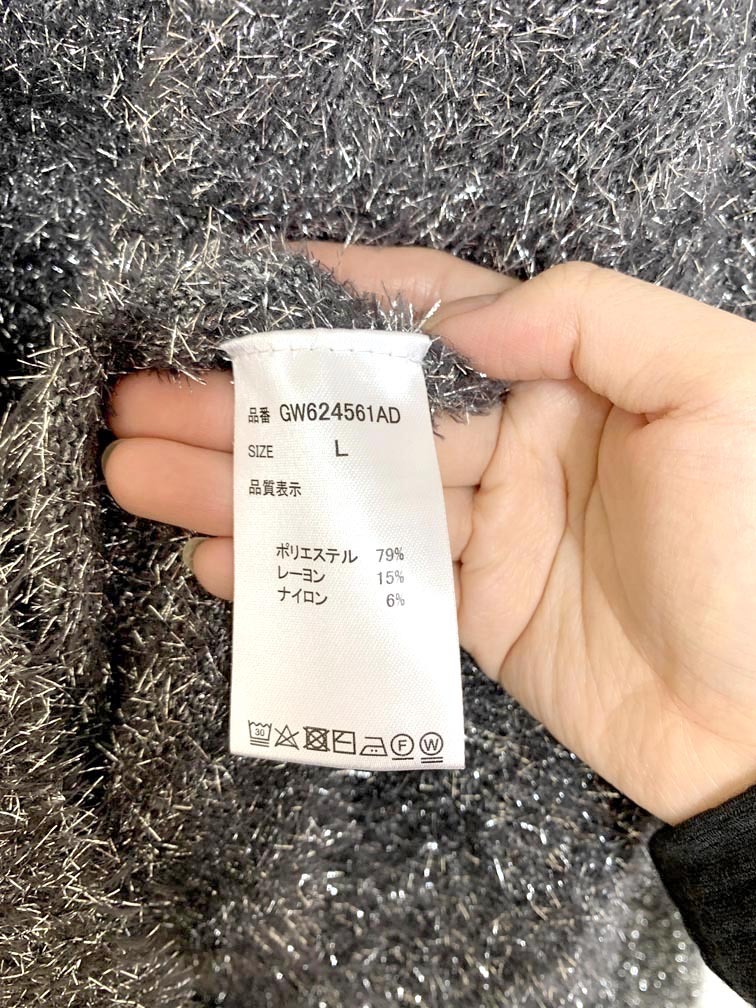 品番 GW624561AD
SIZE L
品質表示
ポリエステル 79%
レーヨン 15%
ナイロン 6%
30 F W